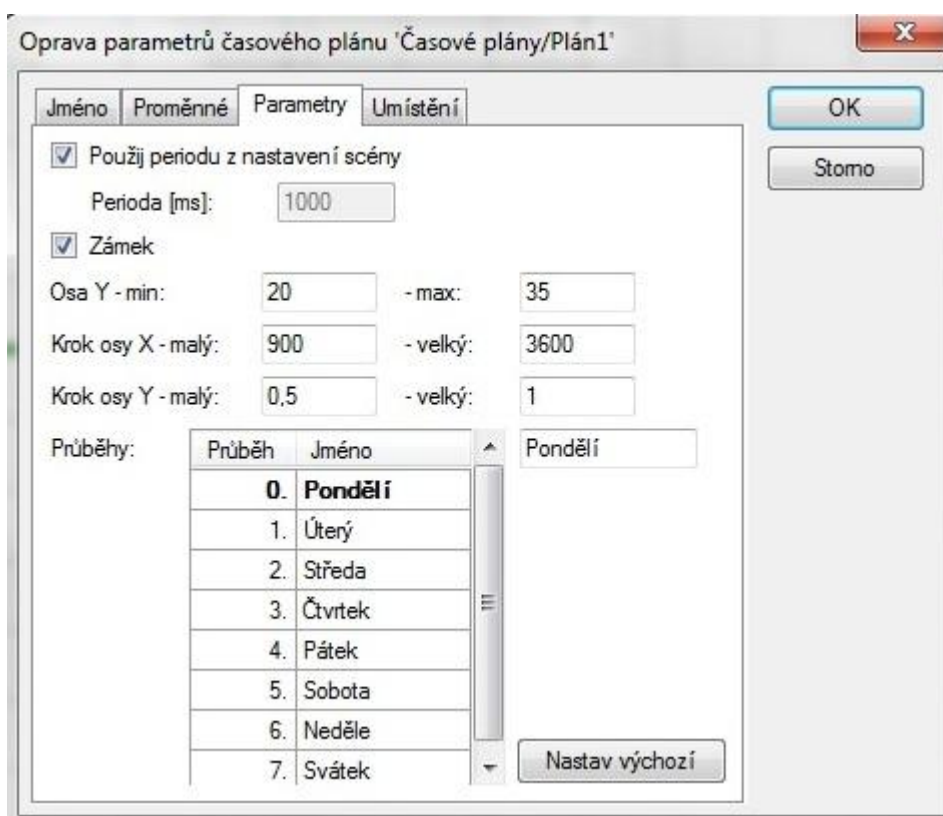 Oprava parametrů časového plánu 'Časové plány/Plán1'
Jméno Proměnné Parametry Umístění
OK
Použij periodu z nastavení scény
Storno
Perioda [ms]: 1000
Zámek
Osa Y - min: 20 - max: 35
Krok osy X - malý: 900 - velký: 3600
Krok osy Y - malý: 0,5 - velký: 1
Průběhy: Průběh Jméno Pondělí
0. Pondělí
1. Úterý
2. Středa
3. Čtvrtek
4. Pátek
5. Sobota
6. Neděle
7. Svátek
Nastav výchozí